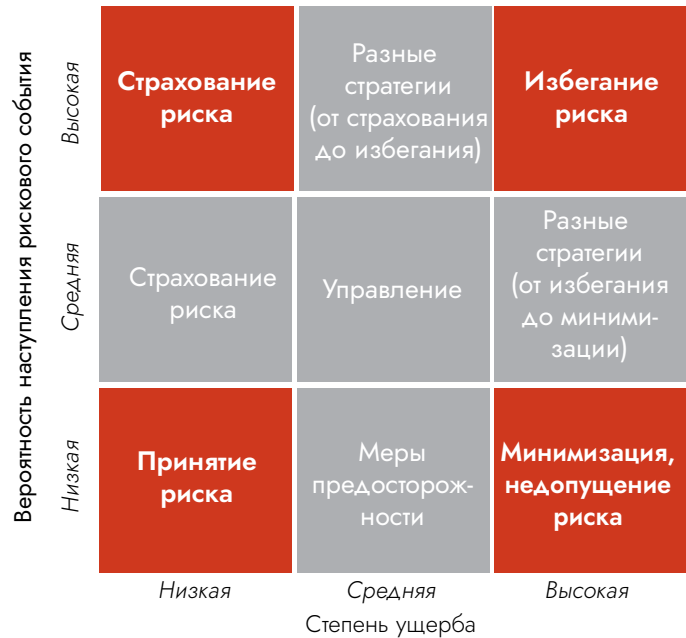 Вероятность наступления рискового события
Высокая
Страхование
риска
Разные
стратегии
(от страхования
до избегания)
Избегание
риска
Средняя
Страхование
риска
Управление
Разные
стратегии
(от избегания
до миними-
зации)
Низкая
Принятие
риска
Меры
предосторож-
ности
Минимизация,
недопущение
риска
Низкая
Средняя
Высокая
Степень ущерба